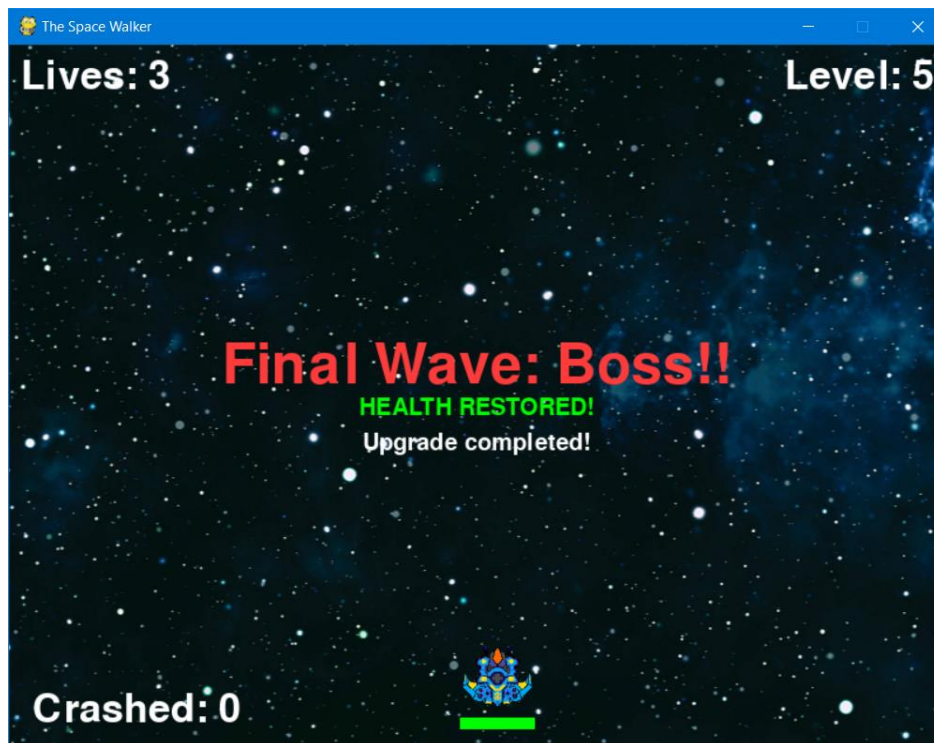 The Space Walker
Lives: 3
Level: 5
Final Wave: Boss!!
HEALTH RESTORED!
Upgrade completed!
Crashed: 0